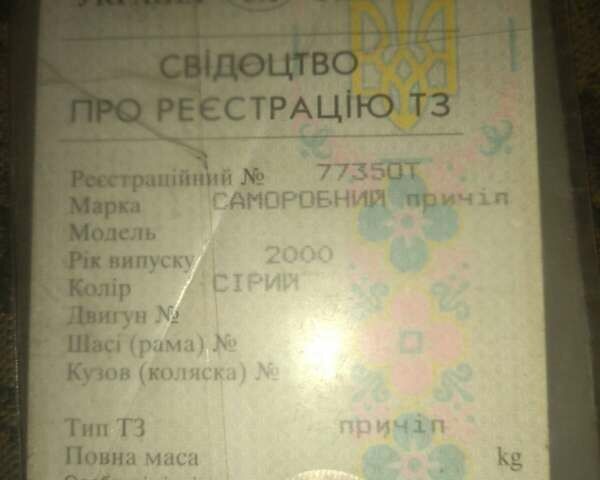 СВІДОЦТВО
ПРО РЕЄСТРАЦІЮ ТЗ
Реєстраційний № 77350Т
Марка САМОРОБНИЙ причіп
Модель
Рік випуску 2000
Колір СІРИЙ
Двигун №
Шасі (рама) №
Кузов (коляска) №
Тип ТЗ причіп
Повна маса kg